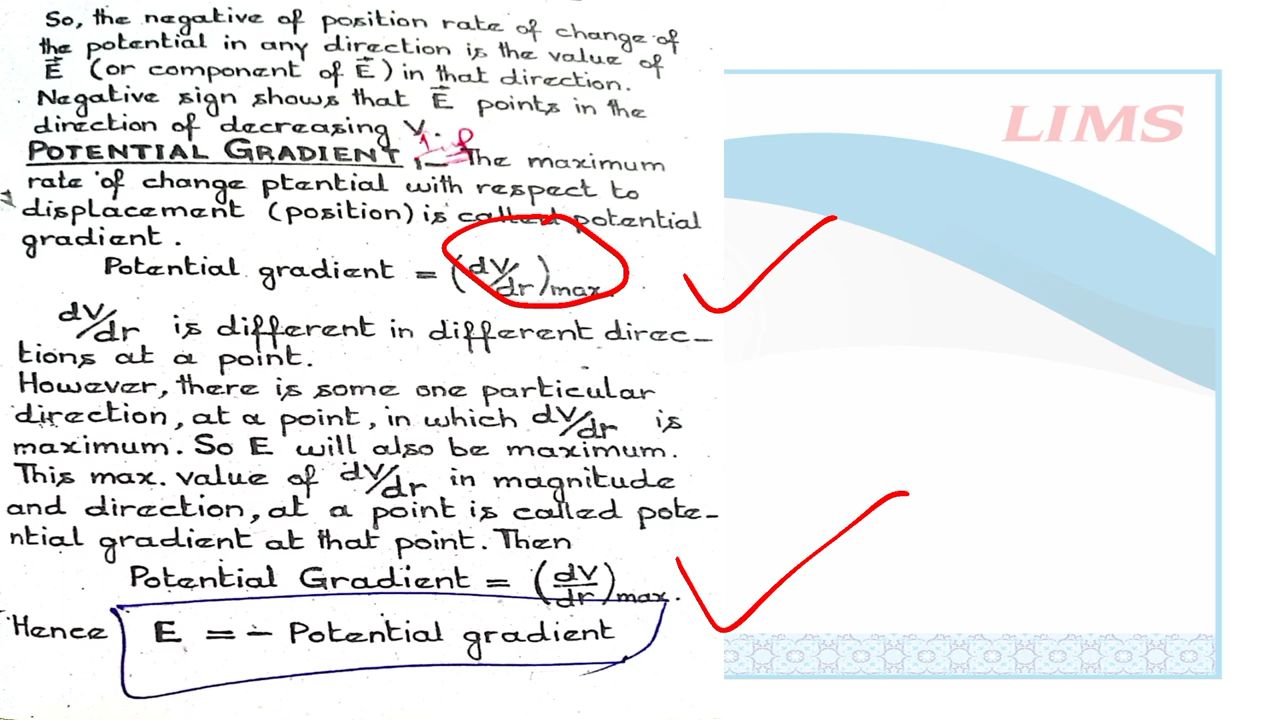 So, the negative of position rate of change of
the potential in any direction is the value of
E⃗ (or component of E⃗) in that direction.
Negative sign shows that E⃗ points in the
direction of decreasing V.
POTENTIAL GRADIENT :- The maximum
rate of change ptential with respect to
displacement (position) is called potential
gradient.
Potential gradient = (dV/dr)max.
dV/dr is different in different direc-
tions at a point.
However, there is some one particular
direction, at a point, in which dV/dr is
maximum. So E will also be maximum.
This max. value of dV/dr in magnitude
and direction, at a point is called pote-
ntial gradient at that point. Then
Potential Gradient = (dV/dr)max.
Hence E = - Potential gradient
LIMS